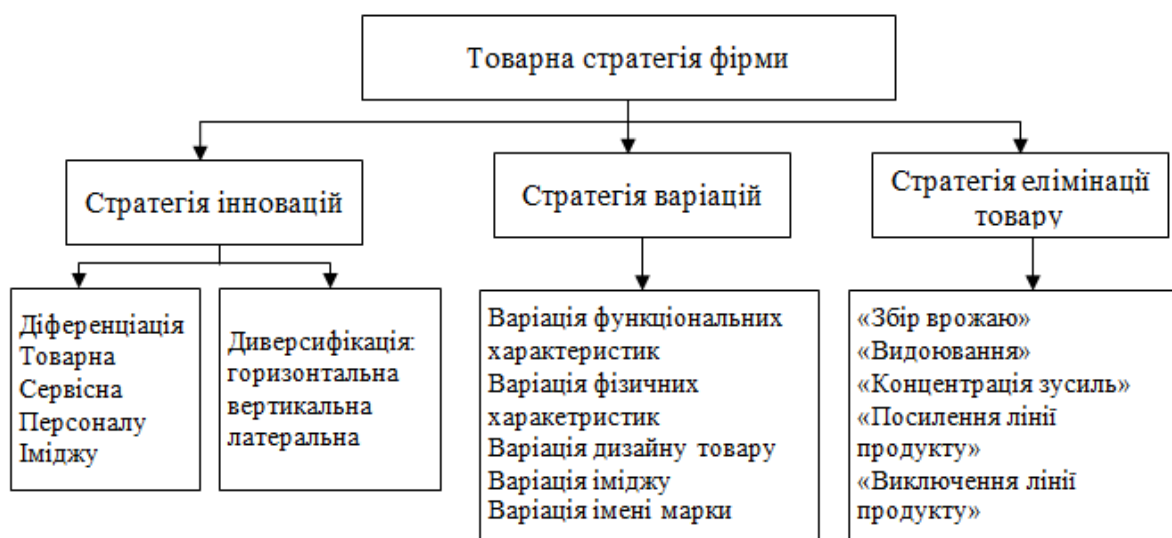 Товарна стратегія фірми
Стратегія інновацій
Стратегія варіацій
Стратегія елімінації
товару
Діференціація
Товарна
Сервісна
Персоналу
Іміджу
Диверсифікація:
горизонтальна
вертикальна
латеральна
Варіація функціональних
характеристик
Варіація фізичних
харакетристик
Варіація дизайну товару
Варіація іміджу
Варіація імені марки
«Збір врожаю»
«Видоювання»
«Концентрація зусиль»
«Посилення лінії
продукту»
«Виключення лінії
продукту»